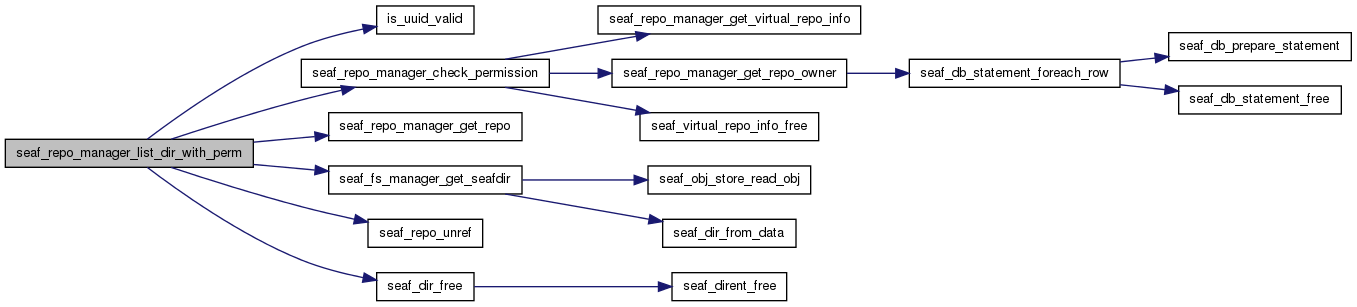 is_uuid_valid
seaf_repo_manager_get_virtual_repo_info
seaf_db_prepare_statement
seaf_repo_manager_check_permission
seaf_repo_manager_get_repo_owner
seaf_db_statement_foreach_row
seaf_db_statement_free
seaf_repo_manager_get_repo
seaf_virtual_repo_info_free
seaf_repo_manager_list_dir_with_perm
seaf_fs_manager_get_seafdir
seaf_obj_store_read_obj
seaf_repo_unref
seaf_dir_from_data
seaf_dir_free
seaf_dirent_free